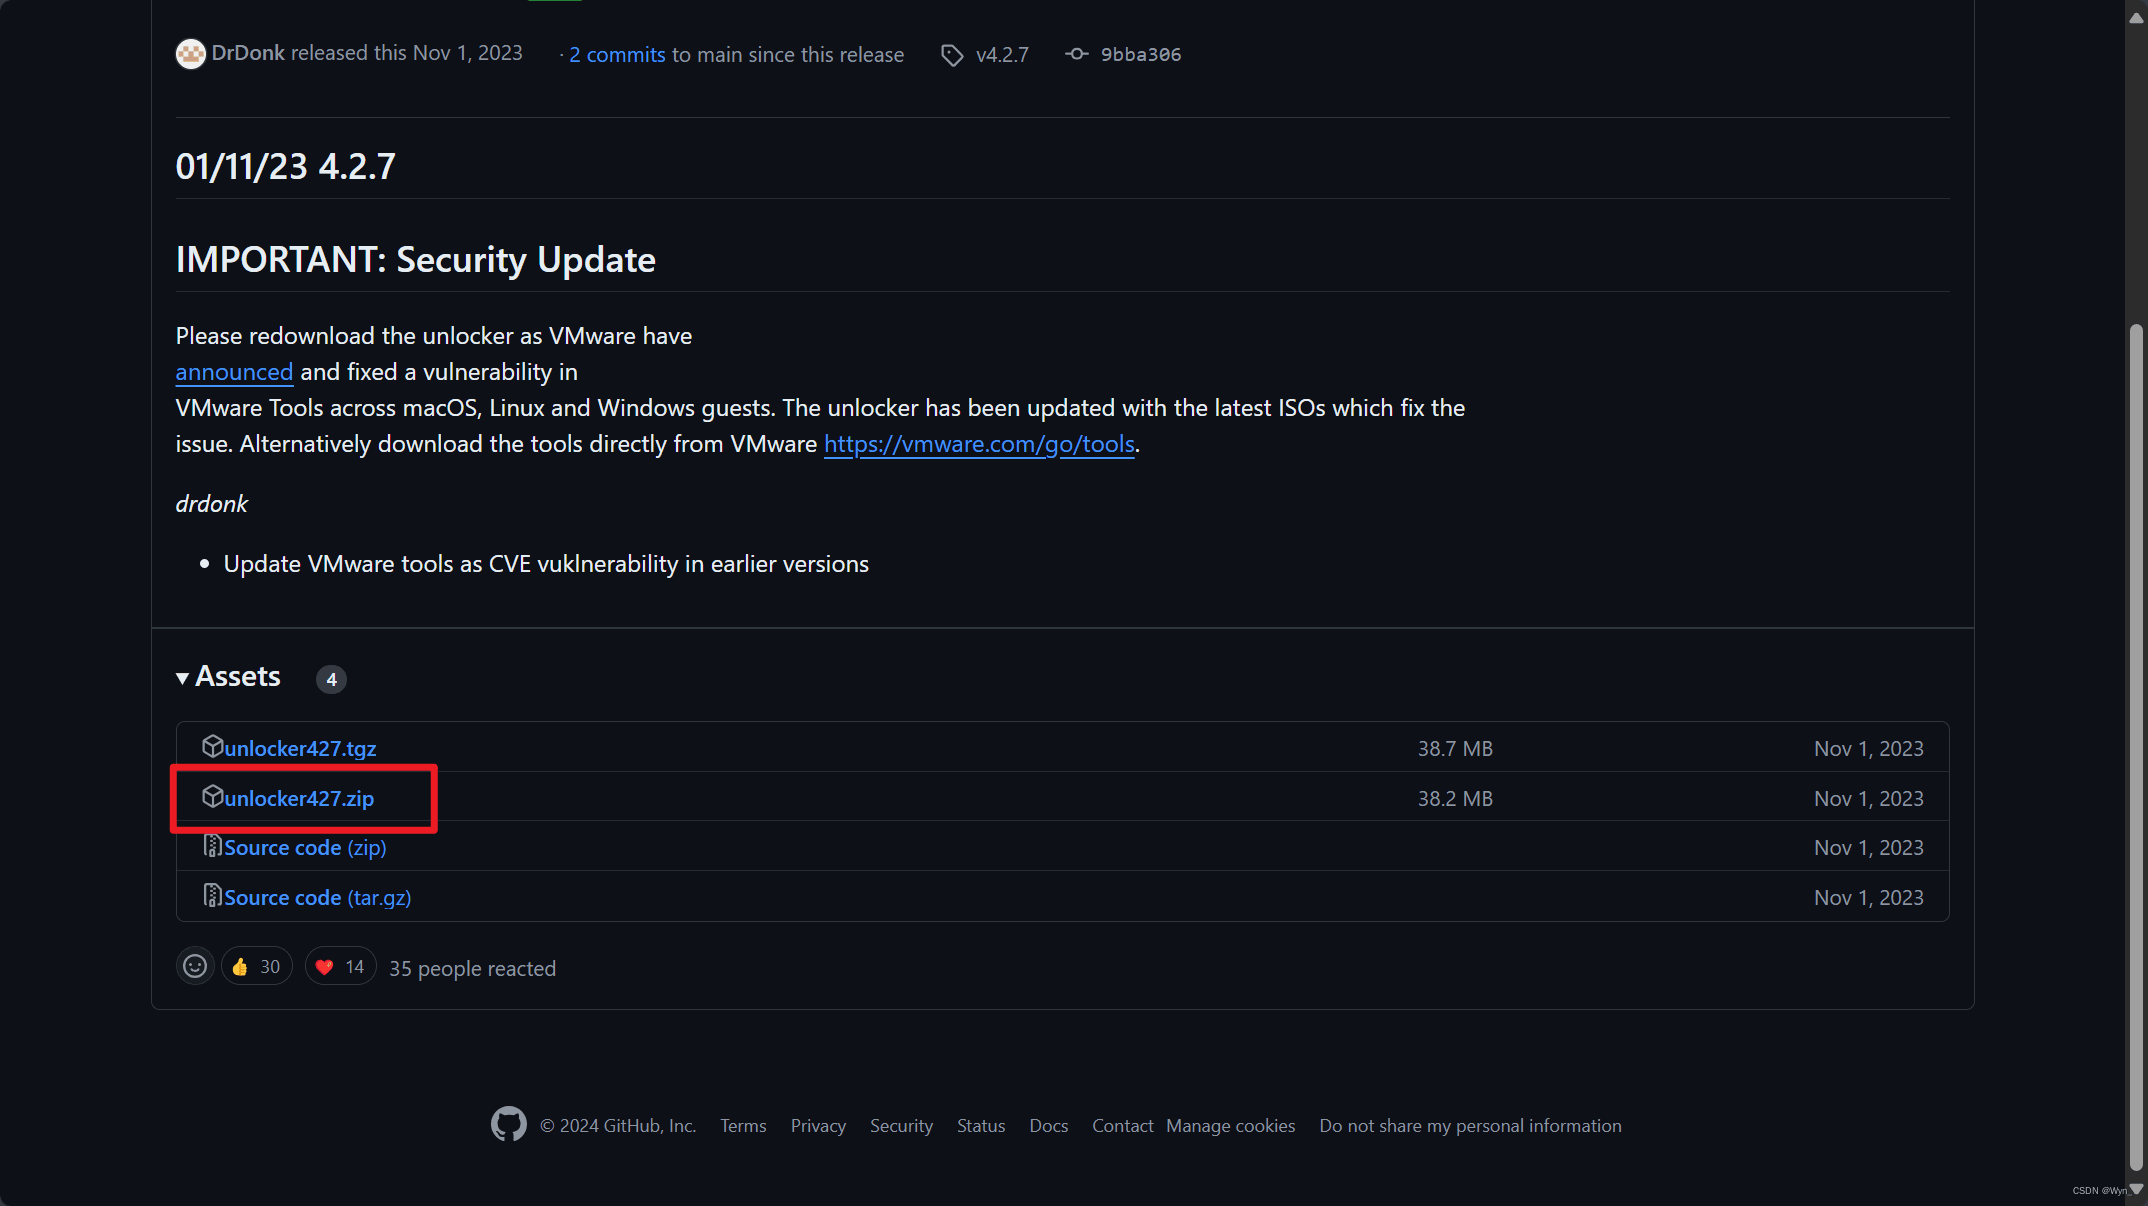 DrDonk released this Nov 1, 2023 · 2 commits to main since this release v4.2.7 9bba306
01/11/23 4.2.7
IMPORTANT: Security Update
Please redownload the unlocker as VMware have
announced and fixed a vulnerability in
VMware Tools across macOS, Linux and Windows guests. The unlocker has been updated with the latest ISOs which fix the
issue. Alternatively download the tools directly from VMware https://vmware.com/go/tools.
drdonk
• Update VMware tools as CVE vuklnerability in earlier versions
Assets 4
unlocker427.tgz 38.7 MB Nov 1, 2023
unlocker427.zip 38.2 MB Nov 1, 2023
Source code (zip) Nov 1, 2023
Source code (tar.gz) Nov 1, 2023
👍 30 ❤️ 14 35 people reacted
© 2024 GitHub, Inc. Terms Privacy Security Status Docs Contact Manage cookies Do not share my personal information
CSDN @Wyn_